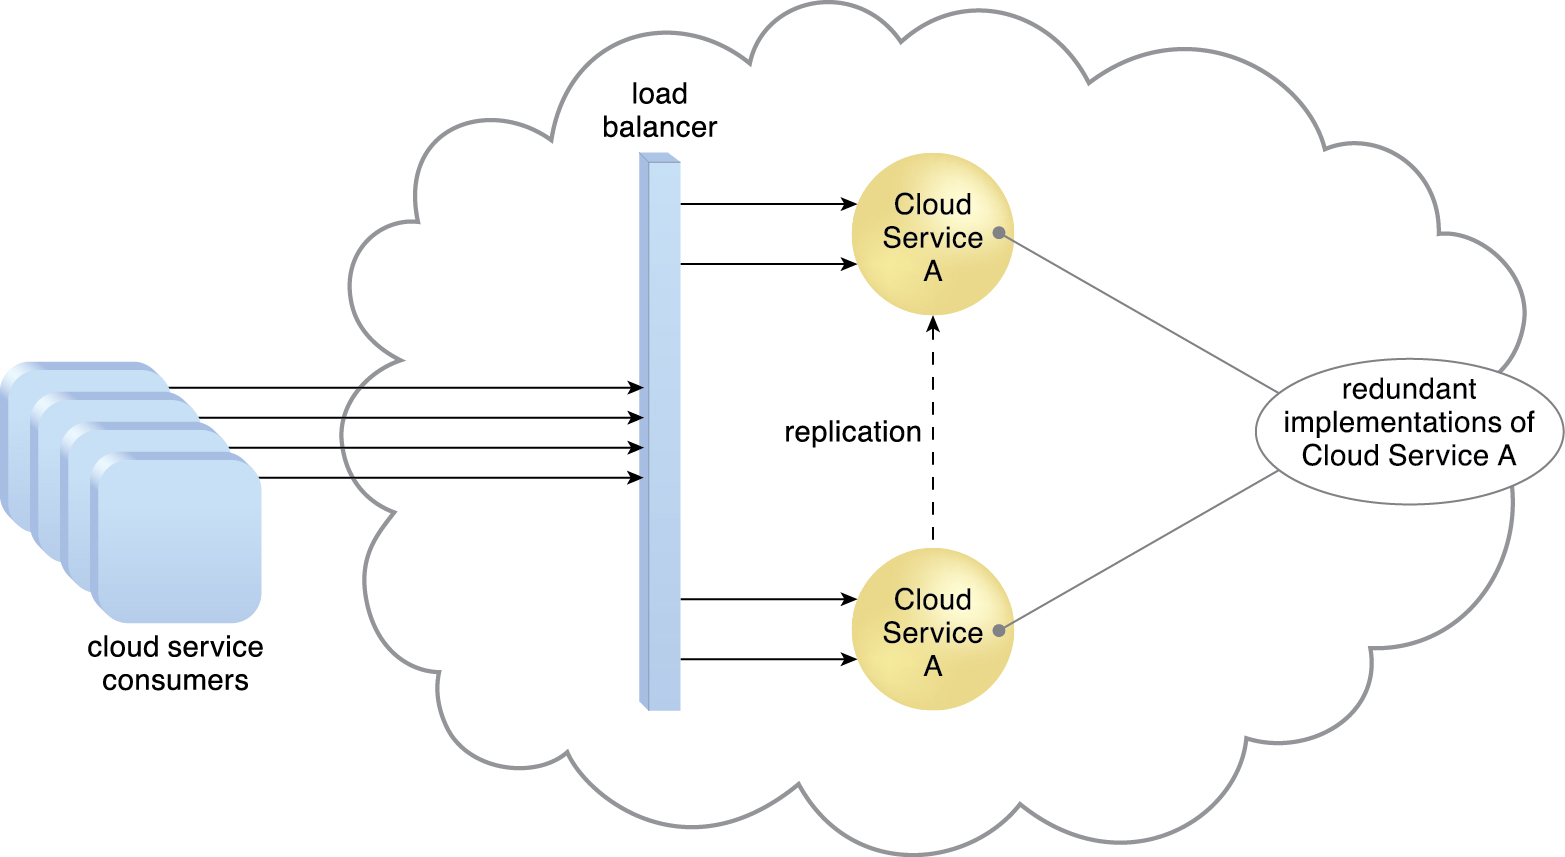 load
balancer
Cloud
Service
A
redundant
implementations of
Cloud Service A
replication
Cloud
Service
A
cloud service
consumers